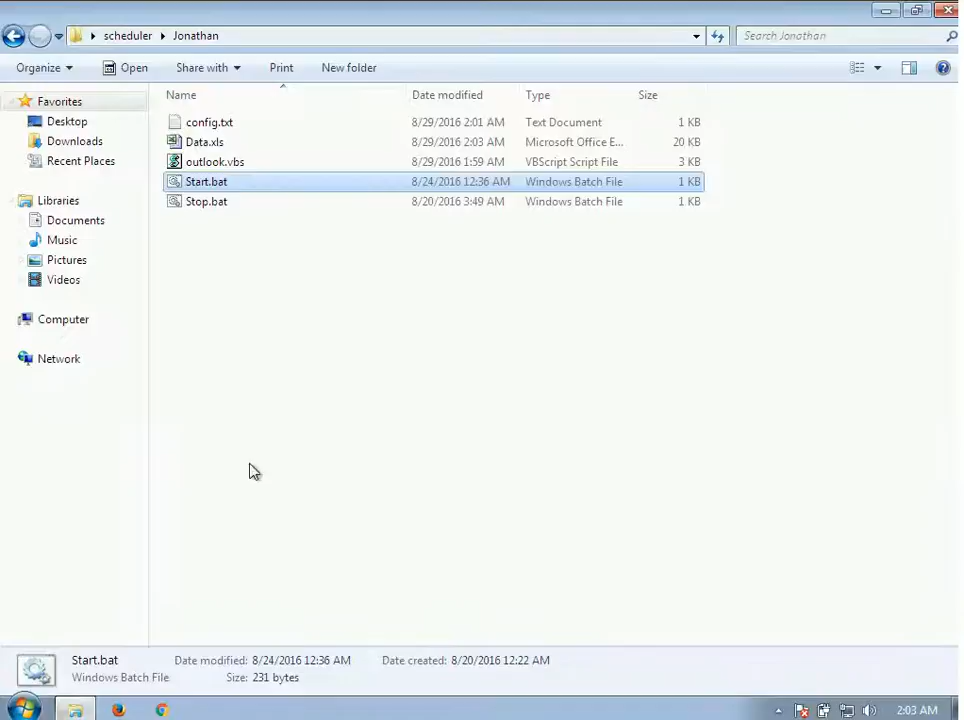 scheduler Jonathan
Search Jonathan
Organize Open Share with Print New folder
Name Date modified Type Size
config.txt 8/29/2016 2:01 AM Text Document 1 KB
Data.xls 8/29/2016 2:03 AM Microsoft Office E... 20 KB
outlook.vbs 8/29/2016 1:59 AM VBScript Script File 3 KB
Start.bat 8/24/2016 12:36 AM Windows Batch File 1 KB
Stop.bat 8/20/2016 3:49 AM Windows Batch File 1 KB
Favorites
Desktop
Downloads
Recent Places
Libraries
Documents
Music
Pictures
Videos
Computer
Network
Start.bat Date modified: 8/24/2016 12:36 AM Date created: 8/20/2016 12:22 AM
Windows Batch File Size: 231 bytes
2:03 AM